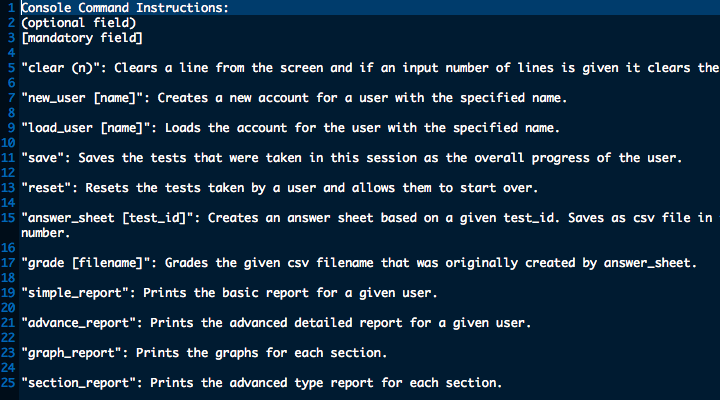 1 Console Command Instructions:
2 (optional field)
3 [mandatory field]
4
5 "clear (n)": Clears a line from the screen and if an input number of lines is given it clears the
6
7 "new_user [name]": Creates a new account for a user with the specified name.
8
9 "load_user [name]": Loads the account for the user with the specified name.
10
11 "save": Saves the tests that were taken in this session as the overall progress of the user.
12
13 "reset": Resets the tests taken by a user and allows them to start over.
14
15 "answer_sheet [test_id]": Creates an answer sheet based on a given test_id. Saves as csv file in
number.
16
17 "grade [filename]": Grades the given csv filename that was originally created by answer_sheet.
18
19 "simple_report": Prints the basic report for a given user.
20
21 "advance_report": Prints the advanced detailed report for a given user.
22
23 "graph_report": Prints the graphs for each section.
24
25 "section_report": Prints the advanced type report for each section.